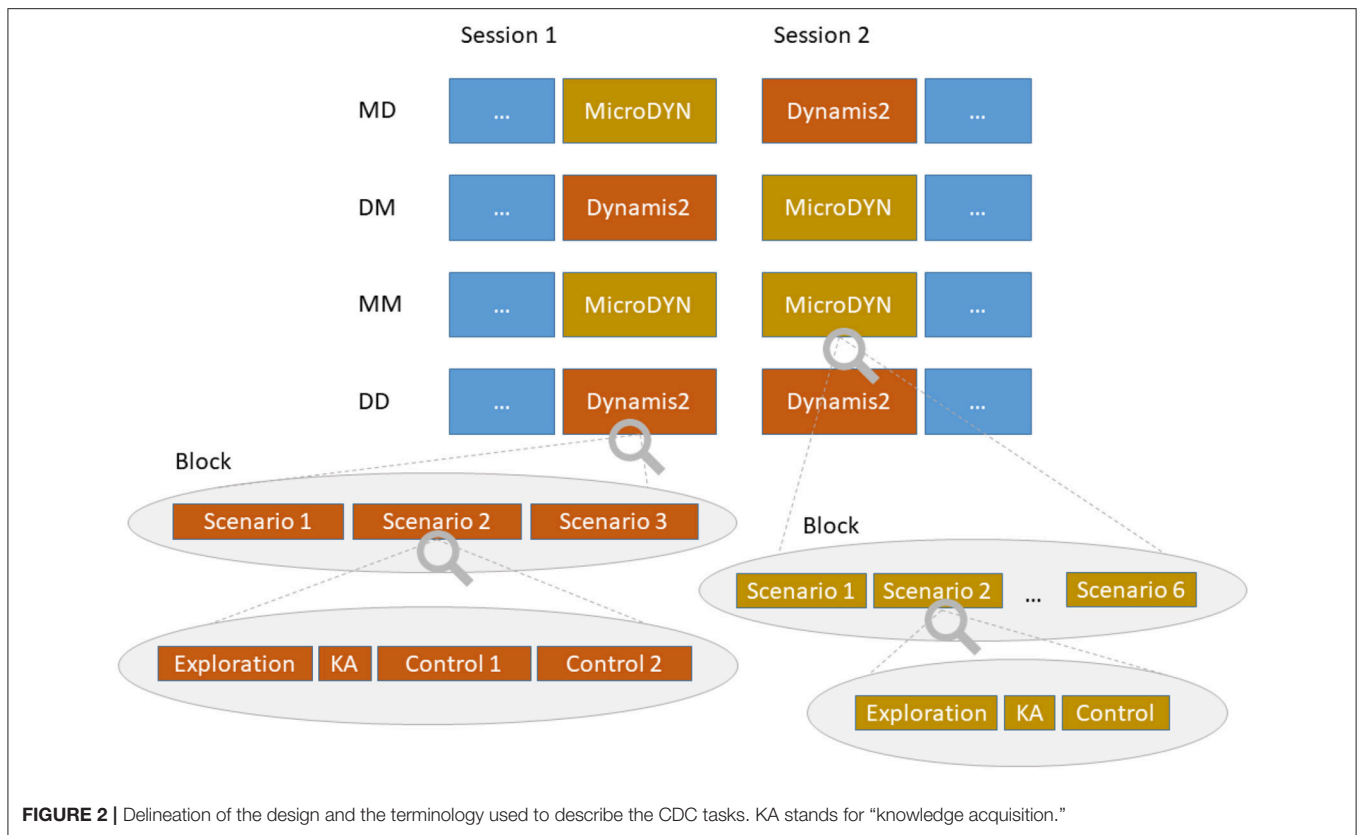 Session 1 Session 2
MD ... MicroDYN Dynamis2 ...
DM ... Dynamis2 MicroDYN ...
MM ... MicroDYN MicroDYN ...
DD ... Dynamis2 Dynamis2 ...
Block
Scenario 1 Scenario 2 Scenario 3
Exploration KA Control 1 Control 2
Block
Scenario 1 Scenario 2 ... Scenario 6
Exploration KA Control
FIGURE 2 | Delineation of the design and the terminology used to describe the CDC tasks. KA stands for “knowledge acquisition.”